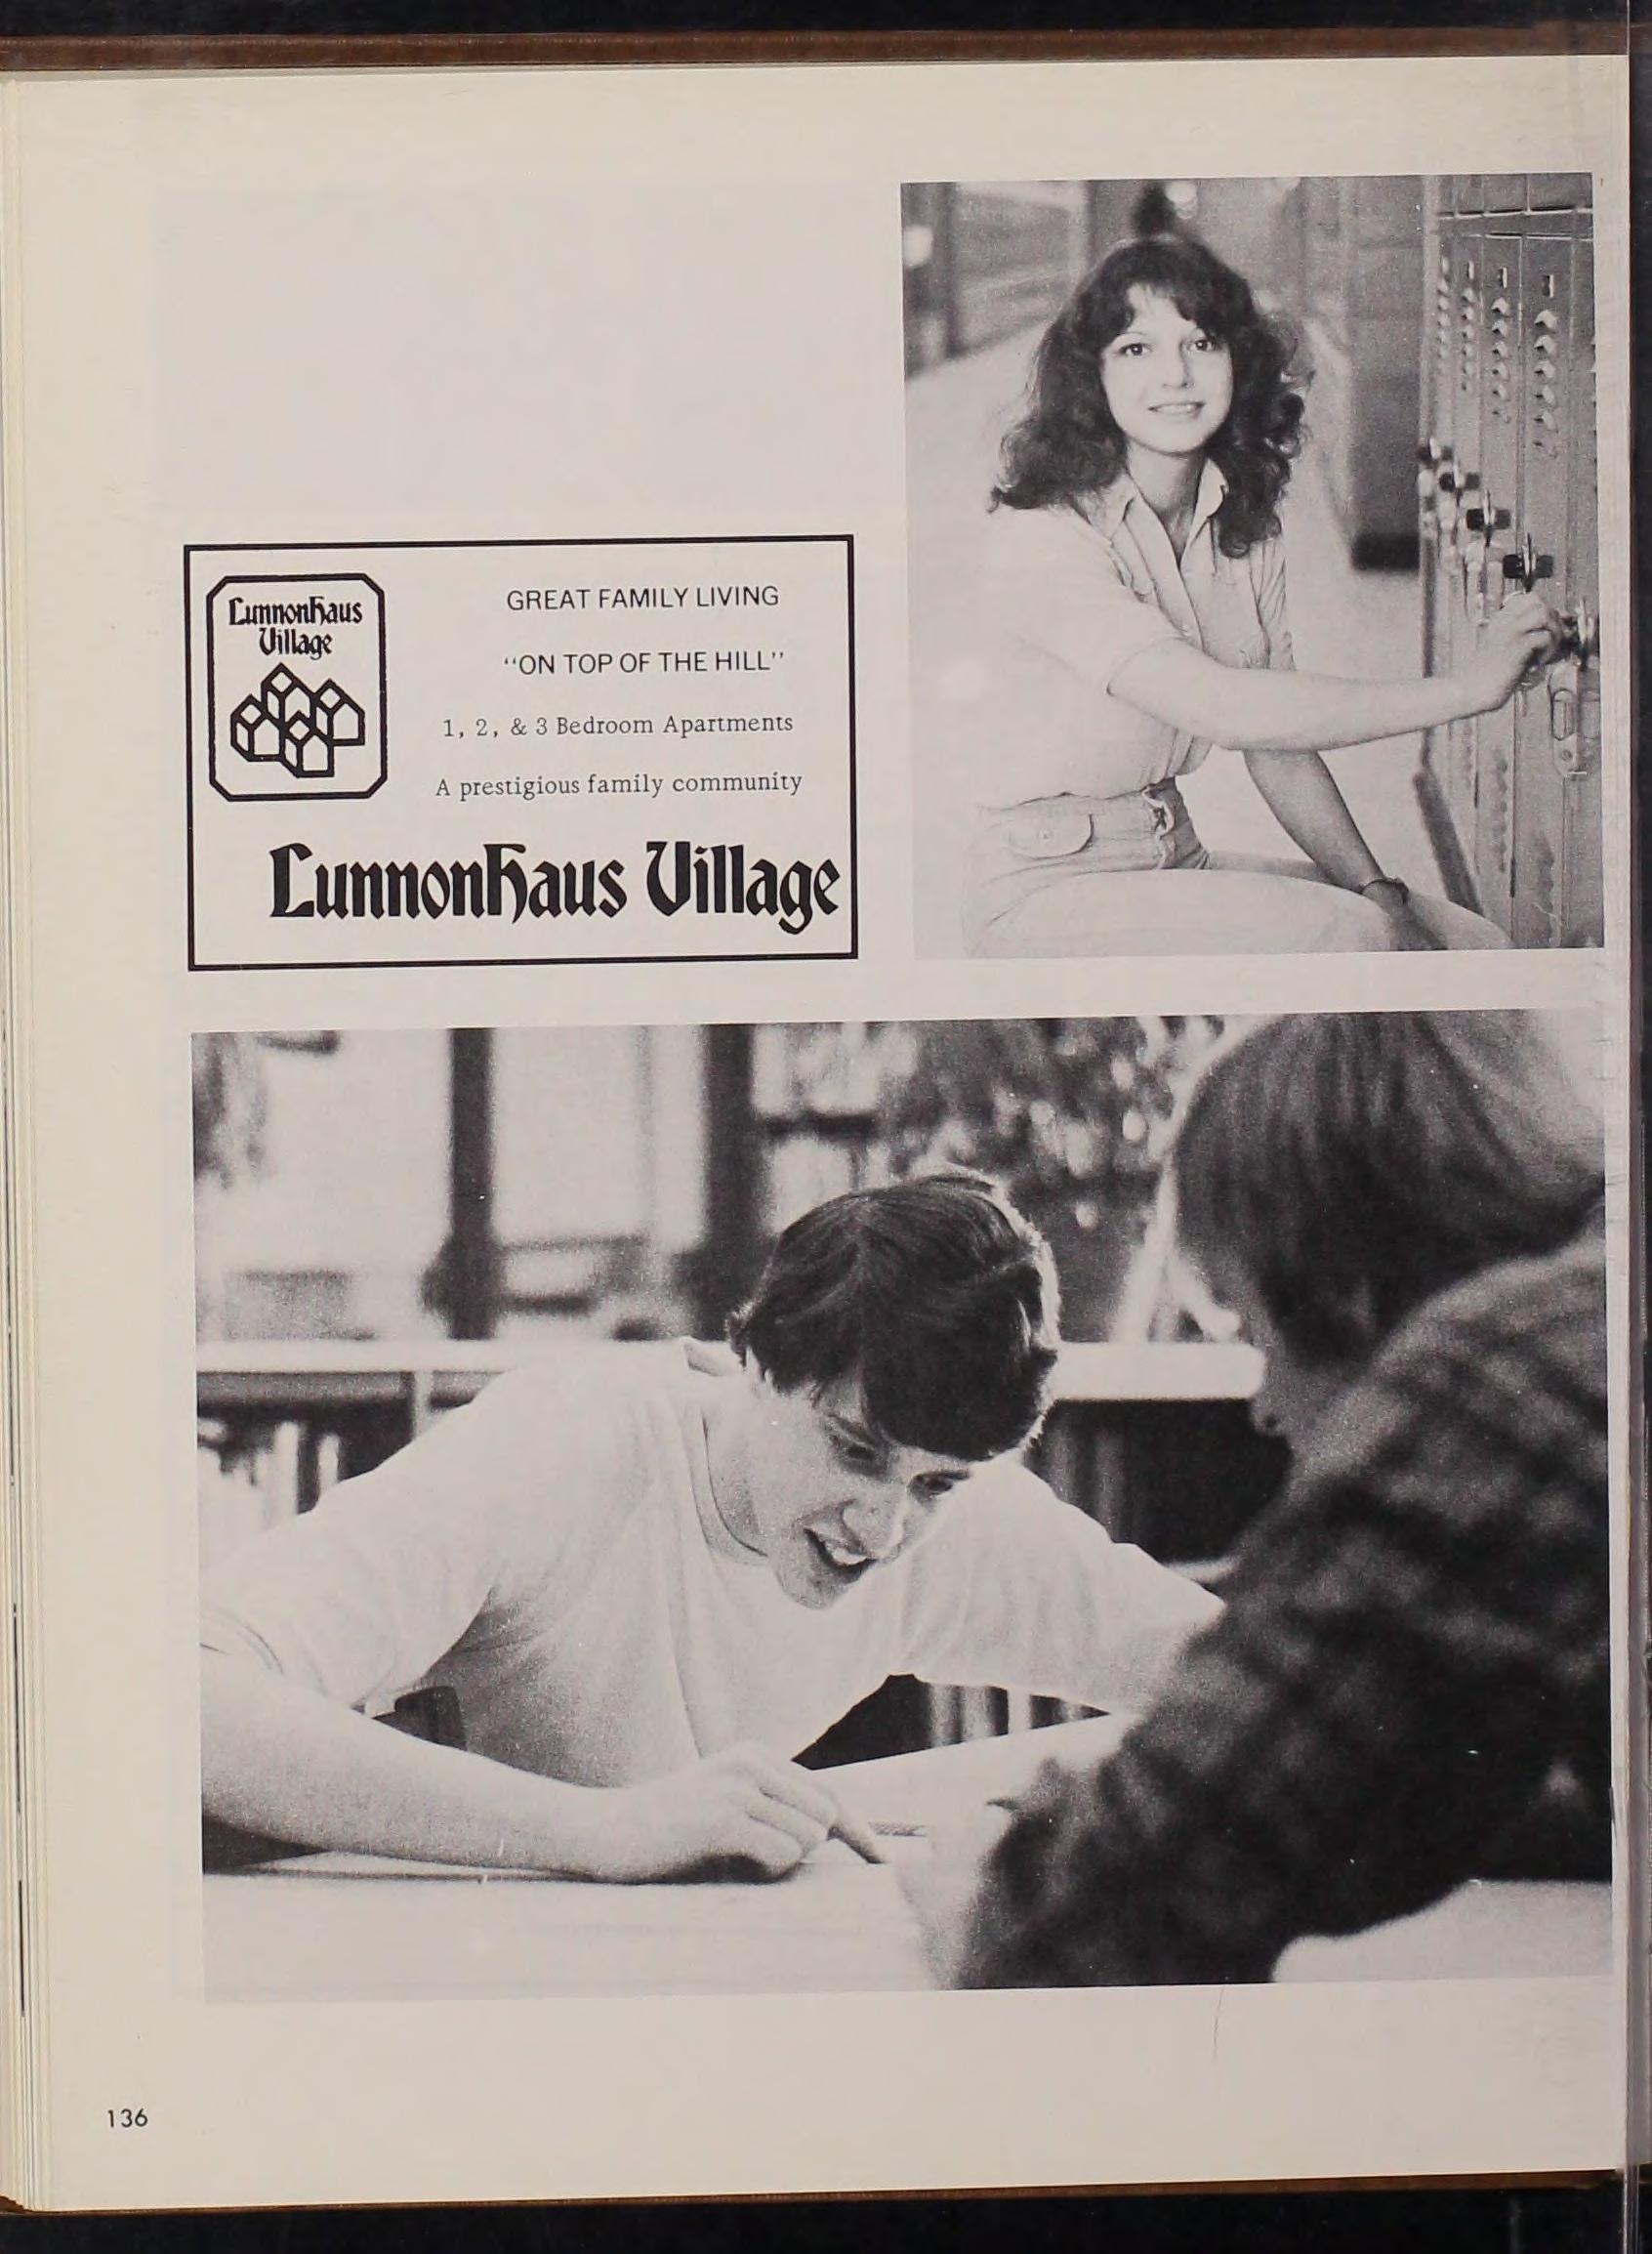 LunnonHaus
Village
GREAT FAMILY LIVING
"ON TOP OF THE HILL"
1, 2, & 3 Bedroom Apartments
A prestigious family community
LunnonHaus Village
136